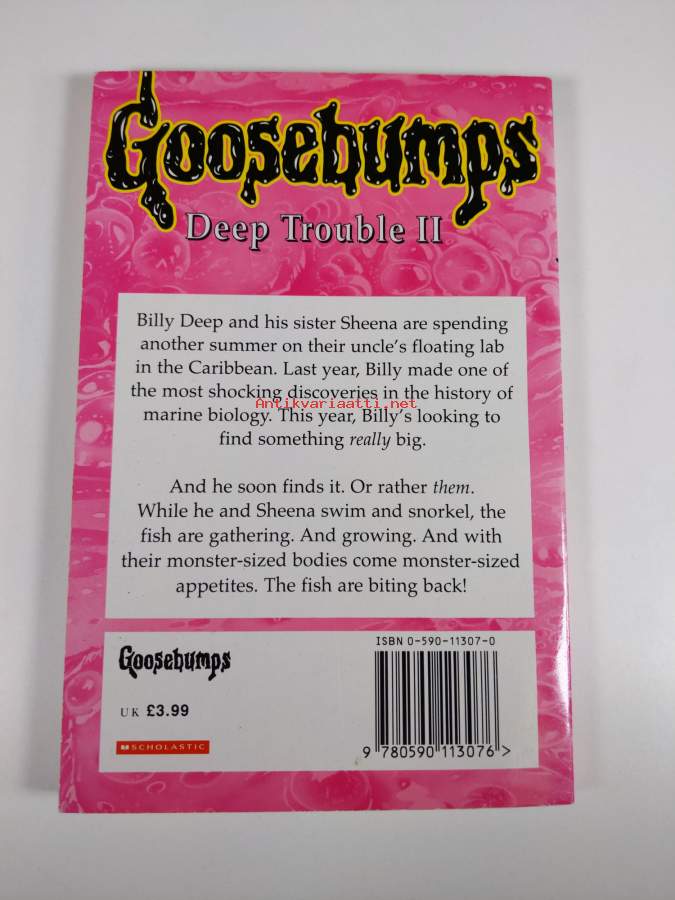 Goosebumps
Deep Trouble II
Billy Deep and his sister Sheena are spending
another summer on their uncle's floating lab
in the Caribbean. Last year, Billy made one of
the most shocking discoveries in the history of
Antikvariaatti.net
marine biology. This year, Billy's looking to
find something really big.
And he soon finds it. Or rather them.
While he and Sheena swim and snorkel, the
fish are gathering. And growing. And with
their monster-sized bodies come monster-sized
appetites. The fish are biting back!
ISBN 0-590-11307-0
Goosebumps
UK £3.99
SCHOLASTIC
9 780590 113076 >